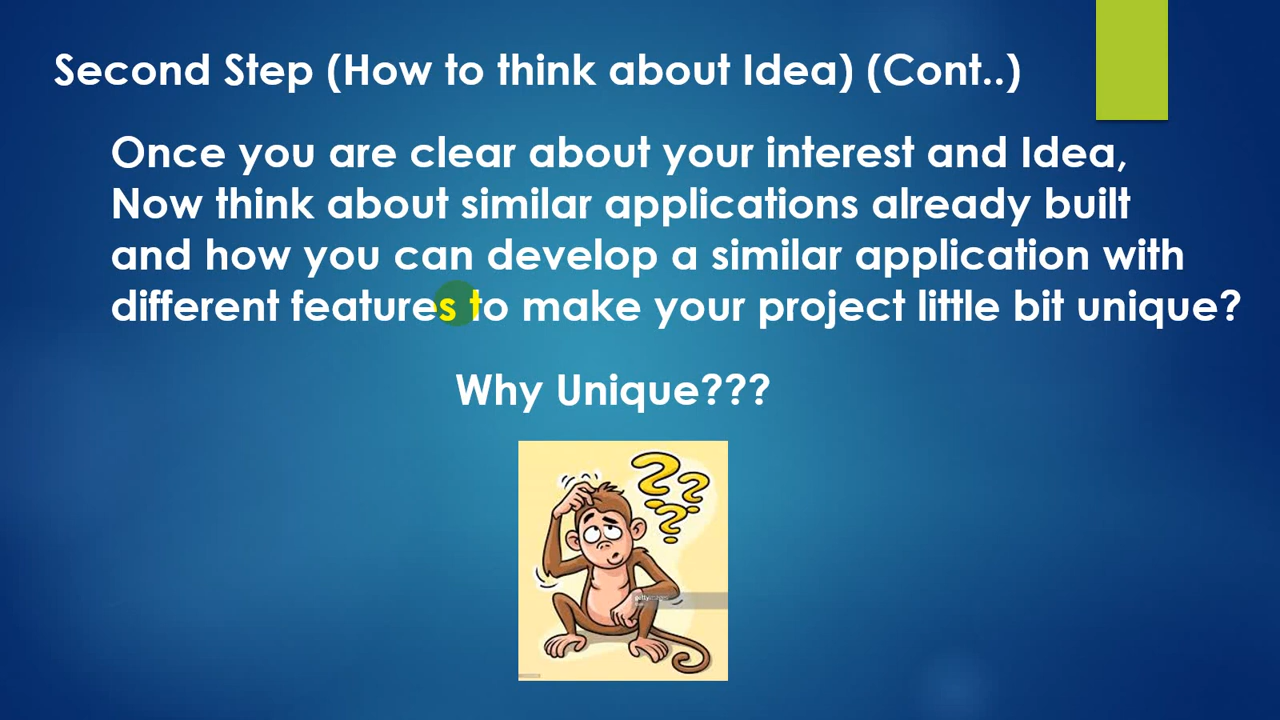 Second Step (How to think about Idea) (Cont..)
Once you are clear about your interest and Idea,
Now think about similar applications already built
and how you can develop a similar application with
different features to make your project little bit unique?
Why Unique???
??
?
gettyimages